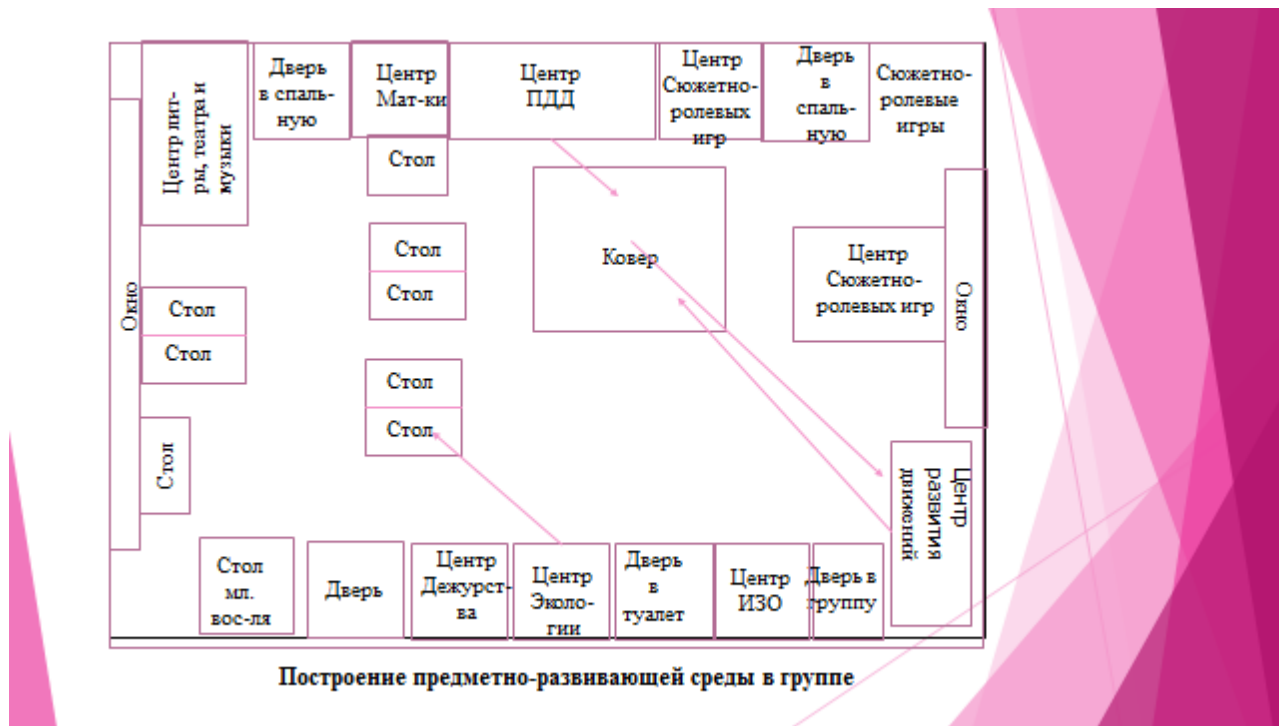 Центр лит-
ры, театра и
музыки
Дверь
в спаль-
ную
Центр
Мат-ки
Центр
ПДД
Центр
Сюжетно-
ролевых
игр
Дверь
в
спаль-
ную
Сюжетно-
ролевые
игры
Стол
Стол
Стол
Ковер
Центр
Сюжетно-
ролевых игр
Окно
Окно
Стол
Стол
Стол
Стол
Стол
Центр
развития
движений
Стол
мл.
вос-ля
Дверь
Центр
Дежурст-
ва
Центр
Эколо-
гии
Дверь
в
туалет
Центр
ИЗО
Дверь в
группу
Построение предметно-развивающей среды в группе